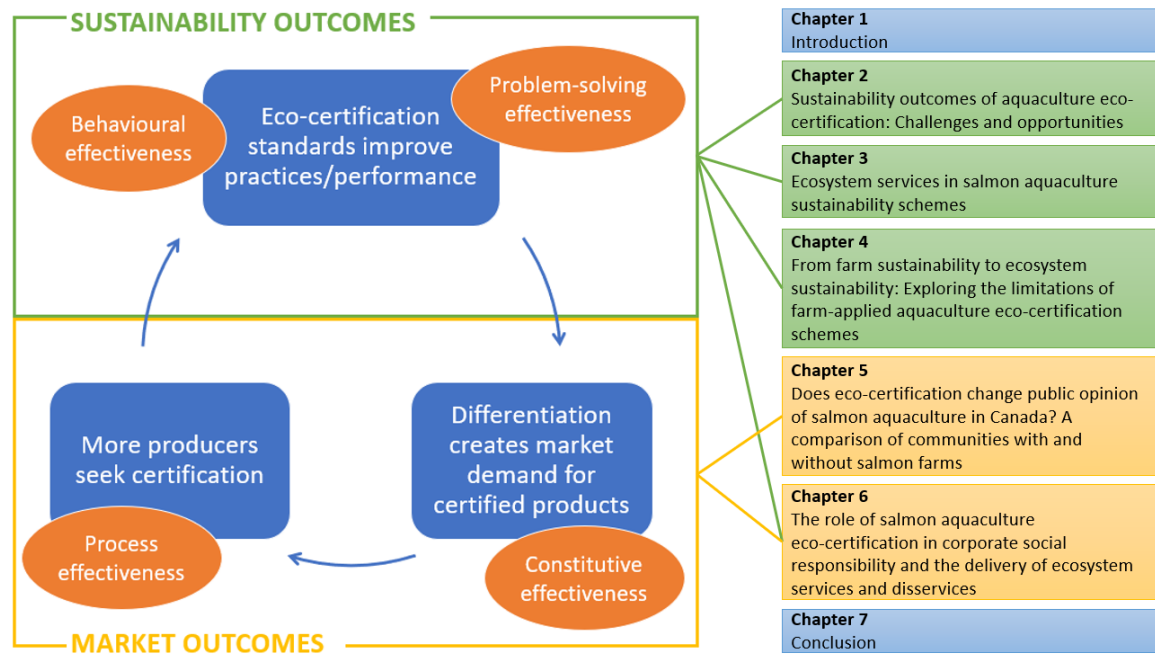 SUSTAINABILITY OUTCOMES
Behavioural
effectiveness
Eco-certification
standards improve
practices/performance
Problem-solving
effectiveness
More producers
seek certification
Process
effectiveness
Differentiation
creates market
demand for
certified products
Constitutive
effectiveness
MARKET OUTCOMES
Chapter 1
Introduction
Chapter 2
Sustainability outcomes of aquaculture eco-
certification: Challenges and opportunities
Chapter 3
Ecosystem services in salmon aquaculture
sustainability schemes
Chapter 4
From farm sustainability to ecosystem
sustainability: Exploring the limitations of
farm-applied aquaculture eco-certification
schemes
Chapter 5
Does eco-certification change public opinion
of salmon aquaculture in Canada? A
comparison of communities with and
without salmon farms
Chapter 6
The role of salmon aquaculture
eco-certification in corporate social
responsibility and the delivery of ecosystem
services and disservices
Chapter 7
Conclusion